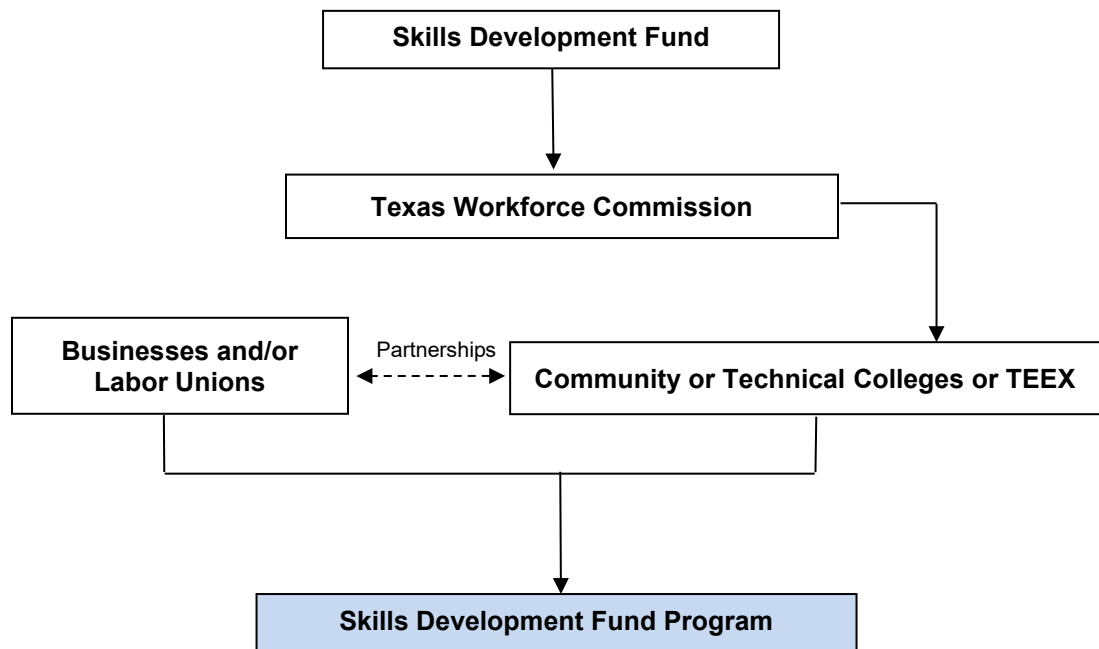 Skills Development Fund
Texas Workforce Commission
Businesses and/or
Labor Unions
Partnerships
Community or Technical Colleges or TEEX
Skills Development Fund Program